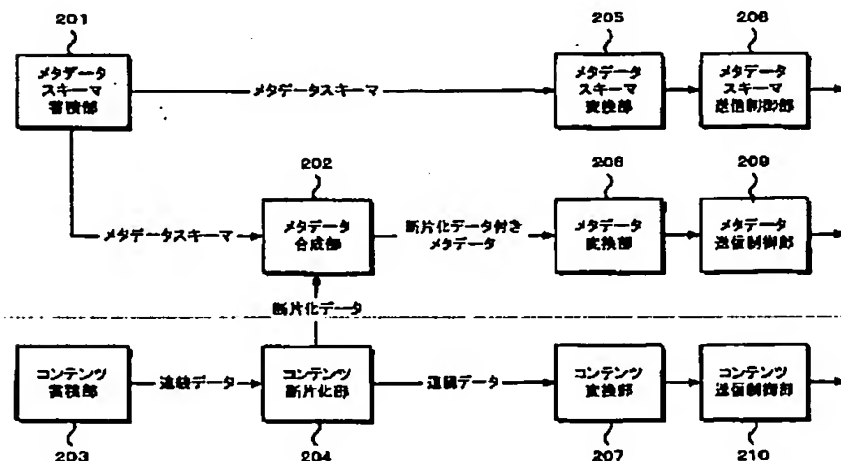 201
205
206
メタデータ
スキーマ
蓄積部
メタデータスキーマ
メタデータ
スキーマ
変換部
メタデータ
スキーマ
送信制御部
202
208
209
メタデータスキーマ
メタデータ
合成部
断片化データ付き
メタデータ
メタデータ
変換部
メタデータ
送信制御部
断片化データ
コンテンツ
蓄積部
連続データ
コンテンツ
断片化部
連続データ
コンテンツ
変換部
コンテンツ
送信制御部
203
204
207
210